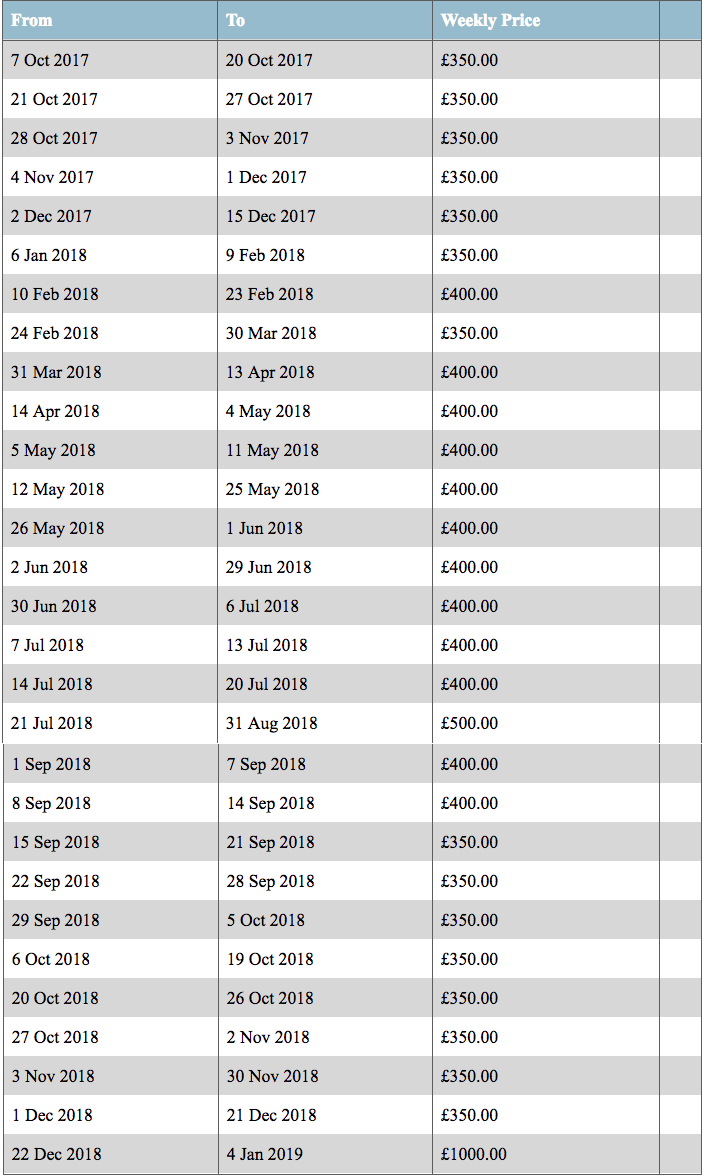 From To Weekly Price
7 Oct 2017 20 Oct 2017 £350.00
21 Oct 2017 27 Oct 2017 £350.00
28 Oct 2017 3 Nov 2017 £350.00
4 Nov 2017 1 Dec 2017 £350.00
2 Dec 2017 15 Dec 2017 £350.00
6 Jan 2018 9 Feb 2018 £350.00
10 Feb 2018 23 Feb 2018 £400.00
24 Feb 2018 30 Mar 2018 £350.00
31 Mar 2018 13 Apr 2018 £400.00
14 Apr 2018 4 May 2018 £400.00
5 May 2018 11 May 2018 £400.00
12 May 2018 25 May 2018 £400.00
26 May 2018 1 Jun 2018 £400.00
2 Jun 2018 29 Jun 2018 £400.00
30 Jun 2018 6 Jul 2018 £400.00
7 Jul 2018 13 Jul 2018 £400.00
14 Jul 2018 20 Jul 2018 £400.00
21 Jul 2018 31 Aug 2018 £500.00
1 Sep 2018 7 Sep 2018 £400.00
8 Sep 2018 14 Sep 2018 £400.00
15 Sep 2018 21 Sep 2018 £350.00
22 Sep 2018 28 Sep 2018 £350.00
29 Sep 2018 5 Oct 2018 £350.00
6 Oct 2018 19 Oct 2018 £350.00
20 Oct 2018 26 Oct 2018 £350.00
27 Oct 2018 2 Nov 2018 £350.00
3 Nov 2018 30 Nov 2018 £350.00
1 Dec 2018 21 Dec 2018 £350.00
22 Dec 2018 4 Jan 2019 £1000.00